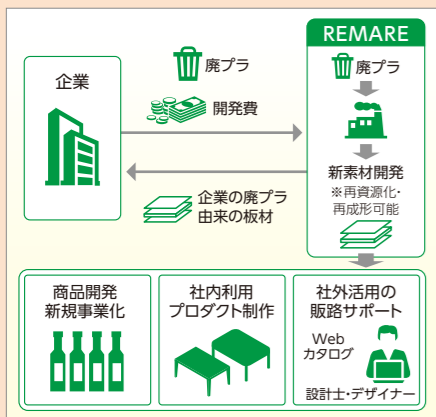 企業
廃プラ
開発費
企業の廃プラ
由来の板材
REMARE
廃プラ
新素材開発
※再資源化・
再成形可能
商品開発
新規事業化
社内利用
プロダクト制作
社外活用の
販路サポート
Web
カタログ
設計士・デザイナー